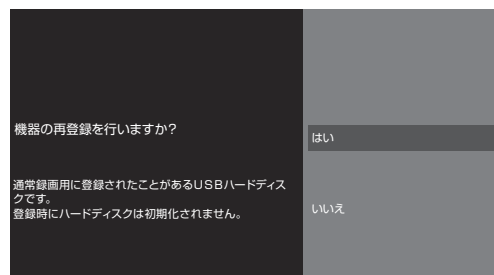 機器の再登録を行いますか?
はい
通常録画用に登録されたことがあるUSBハードディス
クです。
登録時にハードディスクは初期化されません。
いいえ